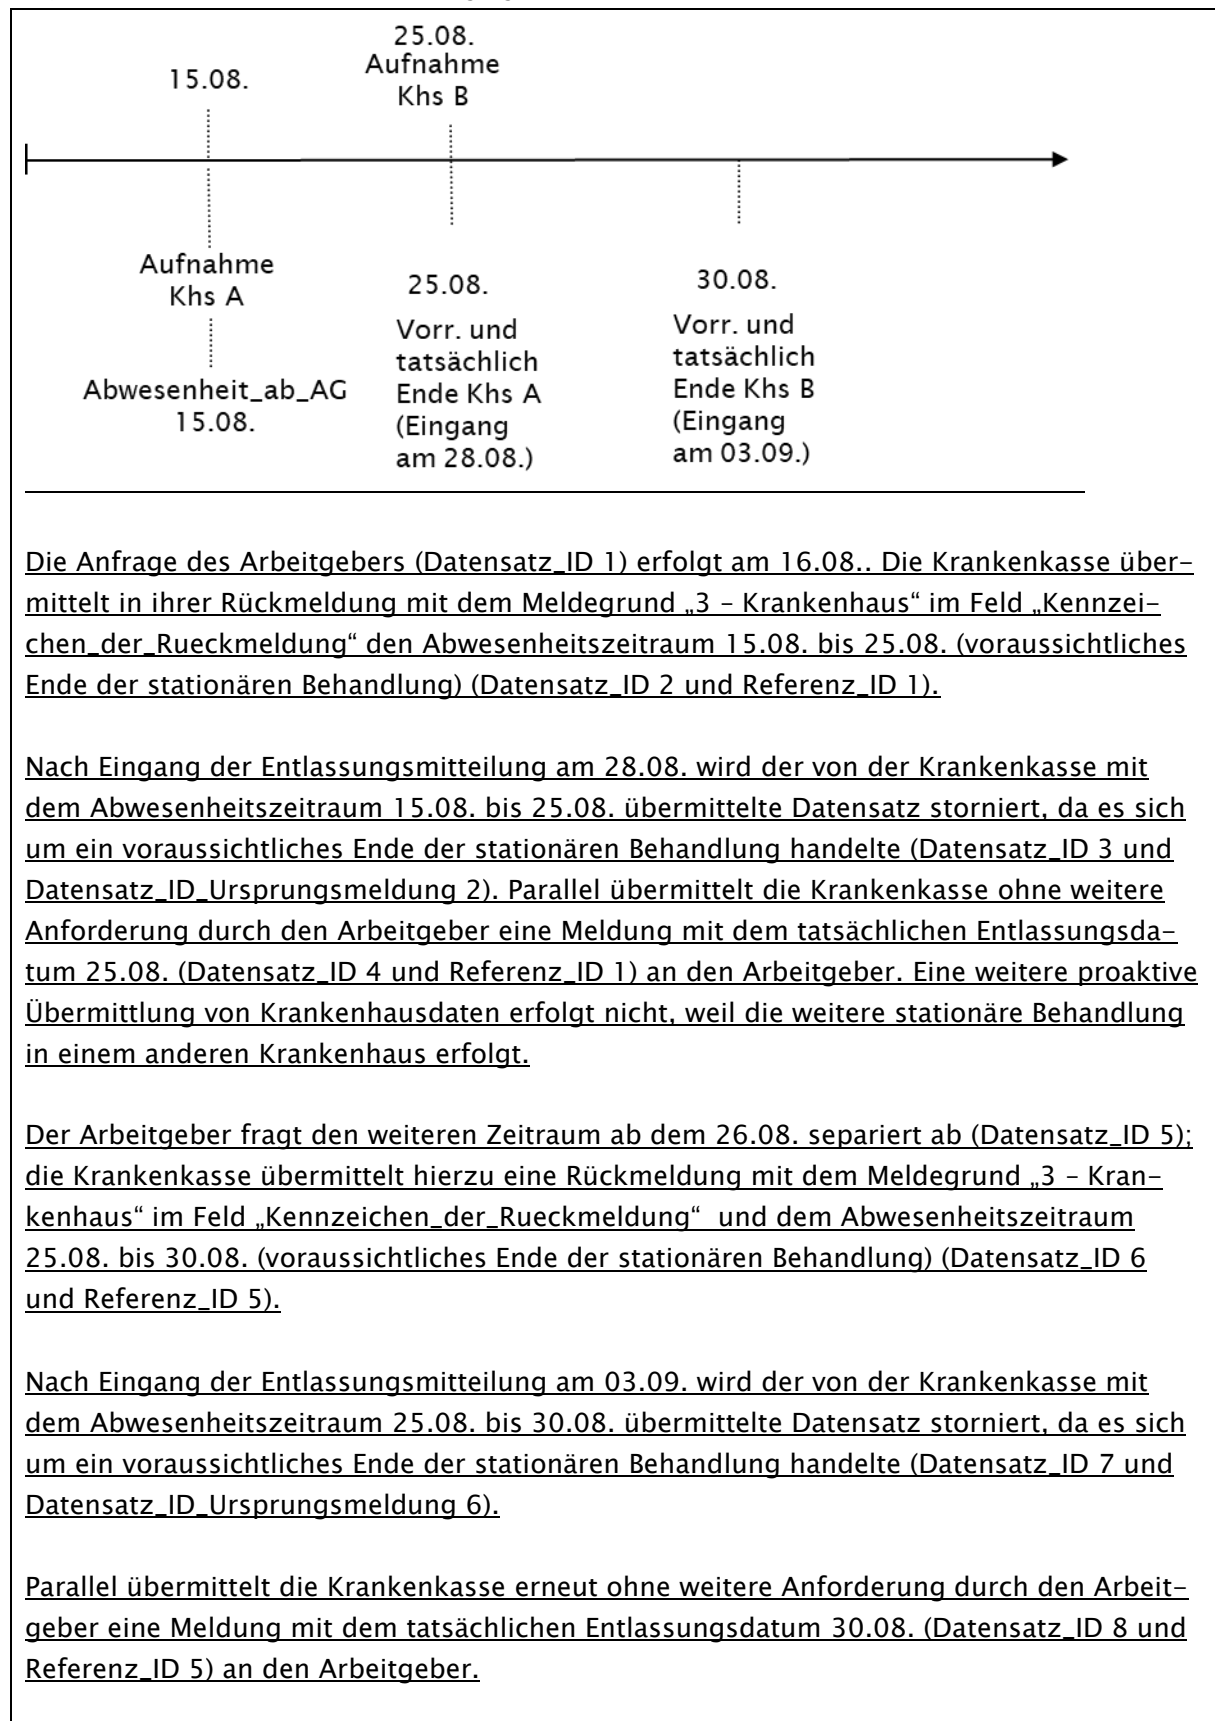 25.08.
Aufnahme
Khs B
15.08.
Aufnahme
Khs A
Abwesenheit_ab_AG
15.08.
25.08.
Vorr. und
tatsächlich
Ende Khs A
(Eingang
am 28.08.)
30.08.
Vorr. und
tatsächlich
Ende Khs B
(Eingang
am 03.09.)
Die Anfrage des Arbeitgebers (Datensatz_ID 1) erfolgt am 16.08.. Die Krankenkasse über-
mittelt in ihrer Rückmeldung mit dem Meldegrund „3 – Krankenhaus“ im Feld „Kennzei-
chen_der_Rueckmeldung“ den Abwesenheitszeitraum 15.08. bis 25.08. (voraussichtliches
Ende der stationären Behandlung) (Datensatz_ID 2 und Referenz_ID 1).
Nach Eingang der Entlassungsmitteilung am 28.08. wird der von der Krankenkasse mit
dem Abwesenheitszeitraum 15.08. bis 25.08. übermittelte Datensatz storniert, da es sich
um ein voraussichtliches Ende der stationären Behandlung handelte (Datensatz_ID 3 und
Datensatz_ID_Ursprungsmeldung 2). Parallel übermittelt die Krankenkasse ohne weitere
Anforderung durch den Arbeitgeber eine Meldung mit dem tatsächlichen Entlassungsda-
tum 25.08. (Datensatz_ID 4 und Referenz_ID 1) an den Arbeitgeber. Eine weitere proaktive
Übermittlung von Krankenhausdaten erfolgt nicht, weil die weitere stationäre Behandlung
in einem anderen Krankenhaus erfolgt.
Der Arbeitgeber fragt den weiteren Zeitraum ab dem 26.08. separiert ab (Datensatz_ID 5);
die Krankenkasse übermittelt hierzu eine Rückmeldung mit dem Meldegrund „3 – Kran-
kenhaus“ im Feld „Kennzeichen_der_Rueckmeldung“ und dem Abwesenheitszeitraum
25.08. bis 30.08. (voraussichtliches Ende der stationären Behandlung) (Datensatz_ID 6
und Referenz_ID 5).
Nach Eingang der Entlassungsmitteilung am 03.09. wird der von der Krankenkasse mit
dem Abwesenheitszeitraum 25.08. bis 30.08. übermittelte Datensatz storniert, da es sich
um ein voraussichtliches Ende der stationären Behandlung handelte (Datensatz_ID 7 und
Datensatz_ID_Ursprungsmeldung 6).
Parallel übermittelt die Krankenkasse erneut ohne weitere Anforderung durch den Arbeit-
geber eine Meldung mit dem tatsächlichen Entlassungsdatum 30.08. (Datensatz_ID 8 und
Referenz_ID 5) an den Arbeitgeber.